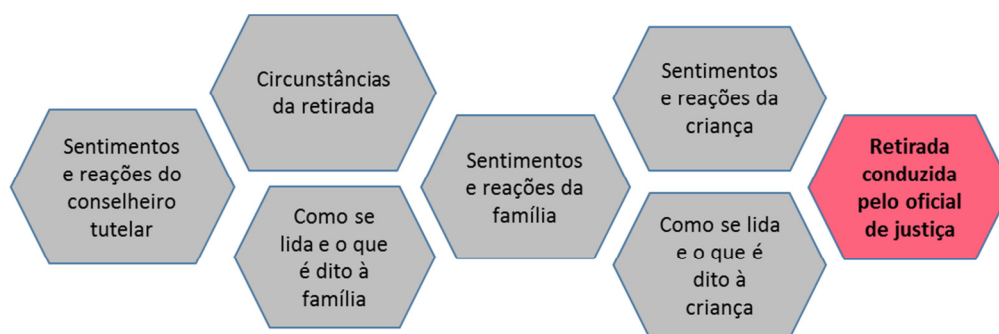 Sentimentos
e reações do
conselheiro
tutelar
Circunstâncias
da retirada
Como se
lida e o que
é dito à
família
Sentimentos
e reações da
família
Sentimentos
e reações da
criança
Como se lida
e o que é
dito à
criança
Retirada
conduzida
pelo oficial
de justiça